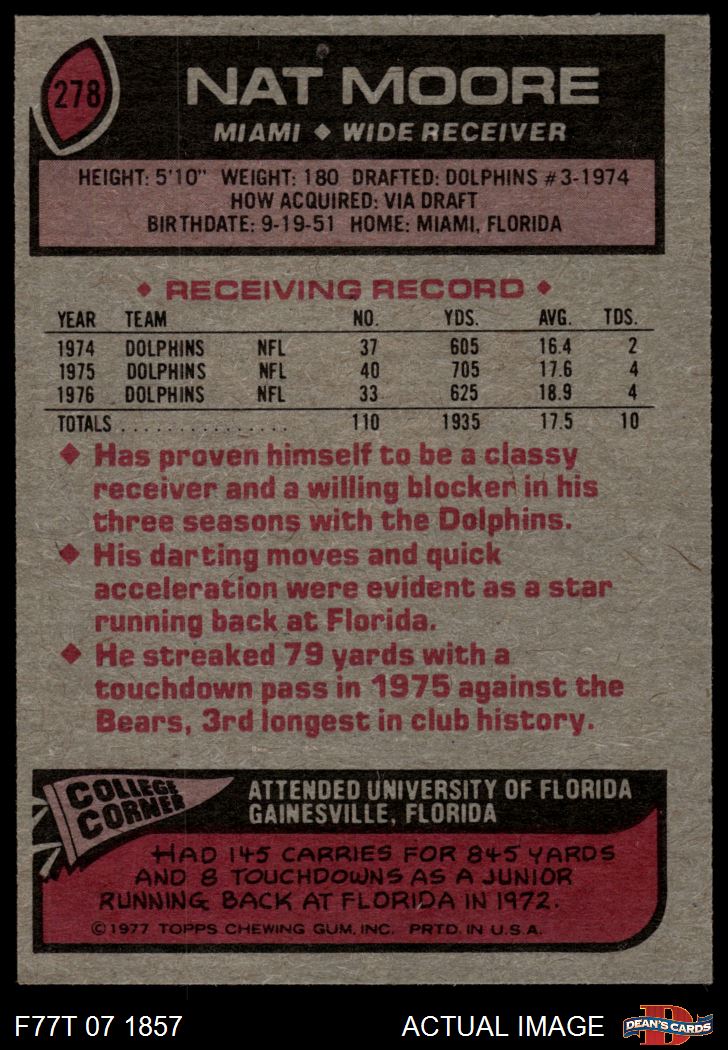 278
NAT MOORE
MIAMI ♦ WIDE RECEIVER
HEIGHT: 5'10" WEIGHT: 180 DRAFTED: DOLPHINS #3-1974
HOW ACQUIRED: VIA DRAFT
BIRTHDATE: 9-19-51 HOME: MIAMI, FLORIDA
♦ RECEIVING RECORD ♦
YEAR TEAM NO. YDS. AVG. TDS.
1974 DOLPHINS NFL 37 605 16.4 2
1975 DOLPHINS NFL 40 705 17.6 4
1976 DOLPHINS NFL 33 625 18.9 4
TOTALS . . . . . . . . . . . . . . . 110 1935 17.5 10
♦ Has proven himself to be a classy
receiver and a willing blocker in his
three seasons with the Dolphins.
♦ His darting moves and quick
acceleration were evident as a star
running back at Florida.
♦ He streaked 79 yards with a
touchdown pass in 1975 against the
Bears, 3rd longest in club history.
COLLEGE
CORNER
ATTENDED UNIVERSITY OF FLORIDA
GAINESVILLE, FLORIDA
HAD 145 CARRIES FOR 845 YARDS
AND 8 TOUCHDOWNS AS A JUNIOR
RUNNING BACK AT FLORIDA IN 1972.
©1977 TOPPS CHEWING GUM, INC. PRTD. IN U.S.A.
F77T 07 1857 ACTUAL IMAGE
D
DEAN'S CARDS